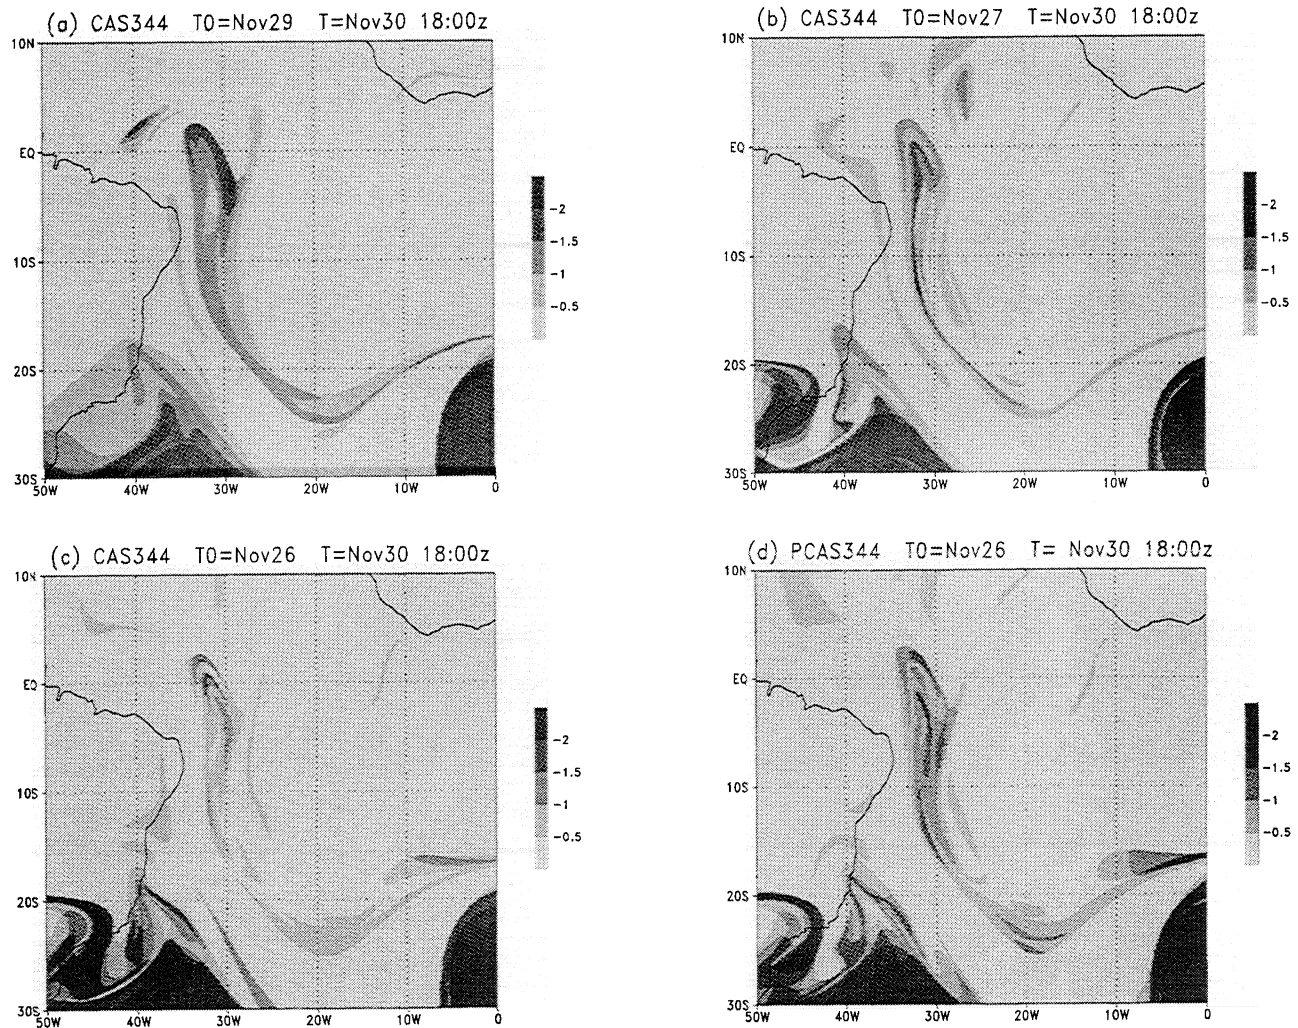 (a) CAS344 T0=Nov29 T=Nov30 18:00z
10N
EQ
10S
20S
30S
50W 40W 30W 20W 10W 0
-2
-1.5
-1
-0.5
(b) CAS344 T0=Nov27 T=Nov30 18:00z
10N
EQ
10S
20S
30S
50W 40W 30W 20W 10W 0
-2
-1.5
-1
-0.5
(c) CAS344 T0=Nov26 T=Nov30 18:00z
10N
EQ
10S
20S
30S
50W 40W 30W 20W 10W 0
-2
-1.5
-1
-0.5
(d) PCAS344 T0=Nov26 T= Nov30 18:00z
10N
EQ
10S
20S
30S
50W 40W 30W 20W 10W 0
-2
-1.5
-1
-0.5